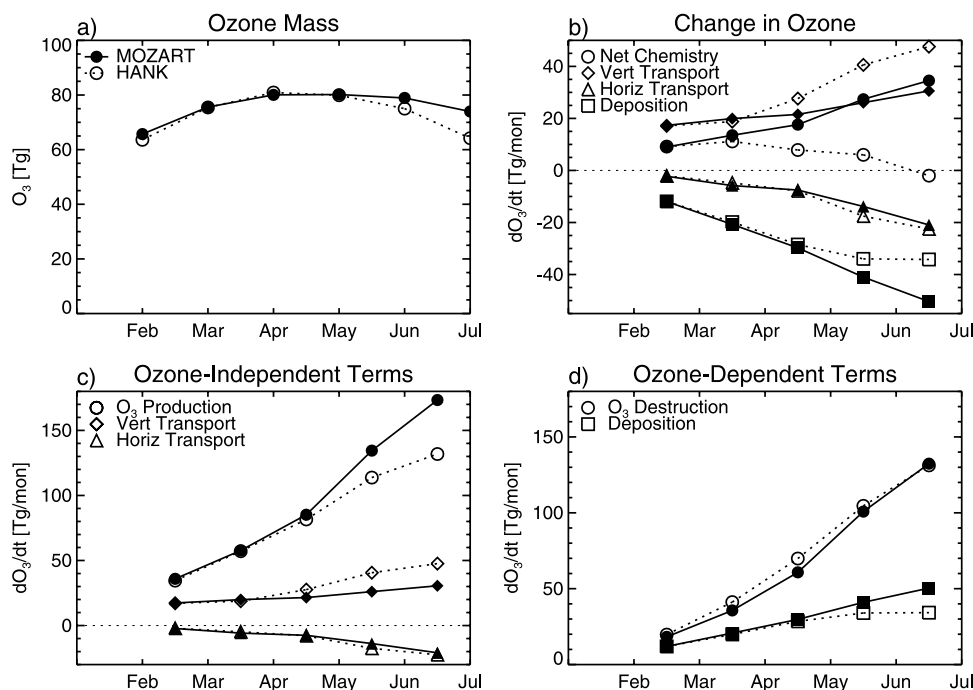 a) Ozone Mass
MOZART
HANK
100
80
60
40
20
0
O₃ [Tg]
Feb Mar Apr May Jun Jul
b) Change in Ozone
Net Chemistry
Vert Transport
Horiz Transport
Deposition
40
20
0
-20
-40
dO₃/dt [Tg/mon]
Feb Mar Apr May Jun Jul
c) Ozone-Independent Terms
O₃ Production
Vert Transport
Horiz Transport
150
100
50
0
dO₃/dt [Tg/mon]
Feb Mar Apr May Jun Jul
d) Ozone-Dependent Terms
O₃ Destruction
Deposition
150
100
50
0
dO₃/dt [Tg/mon]
Feb Mar Apr May Jun Jul